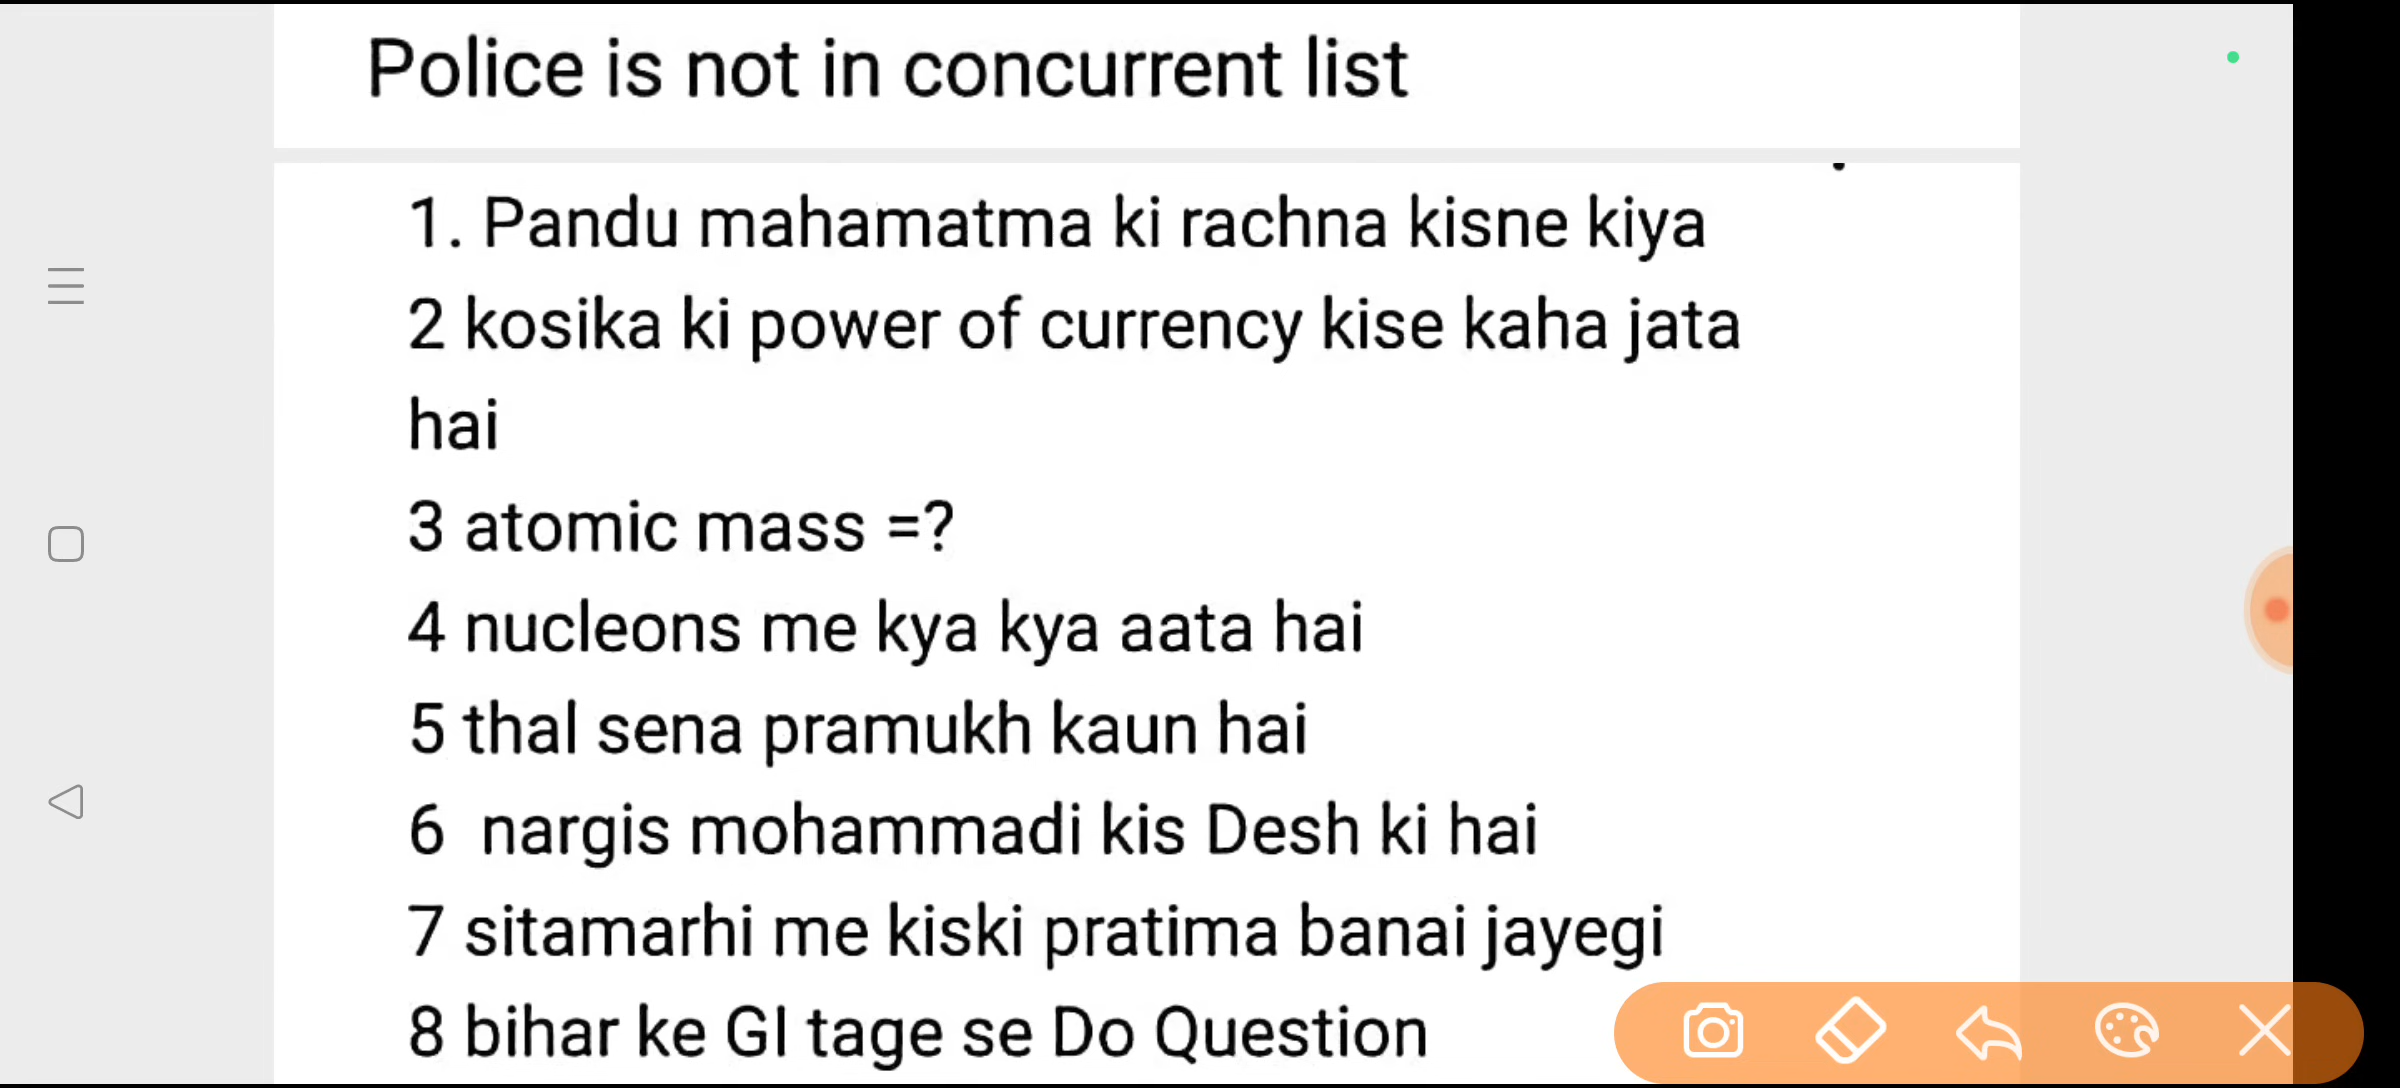 Police is not in concurrent list
1. Pandu mahamatma ki rachna kisne kiya
2 kosika ki power of currency kise kaha jata
hai
3 atomic mass =?
4 nucleons me kya kya aata hai
5 thal sena pramukh kaun hai
6 nargis mohammadi kis Desh ki hai
7 sitamarhi me kiski pratima banai jayegi
8 bihar ke GI tage se Do Question